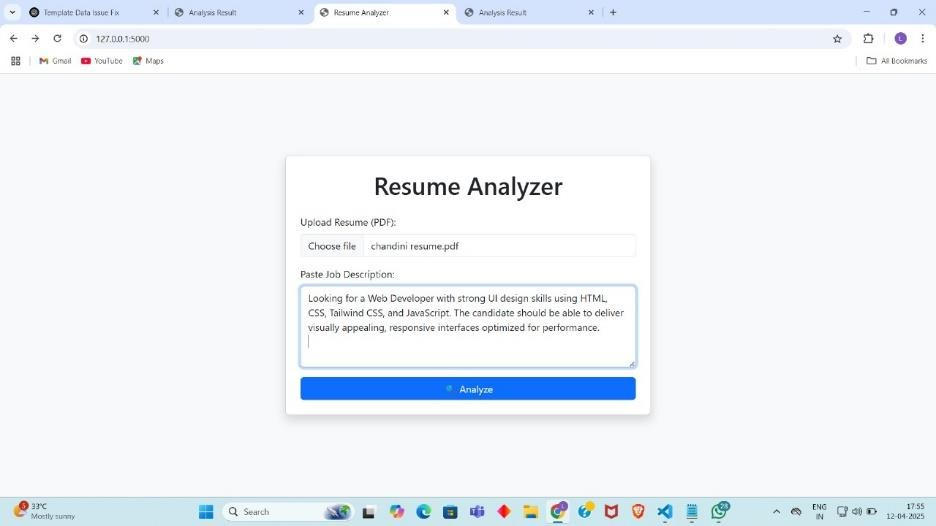 Template Data Issue Fix
Analysis Result
Resume Analyzer
Analysis Result
127.0.0.1:5000
L
Gmail
YouTube
Maps
All Bookmarks
Resume Analyzer
Upload Resume (PDF):
Choose file chandini resume.pdf
Paste Job Description:
Looking for a Web Developer with strong UI design skills using HTML,
CSS, Tailwind CSS, and JavaScript. The candidate should be able to deliver
visually appealing, responsive interfaces optimized for performance.
Analyze
33°C
Mostly sunny
Search
ENG
IN
17:55
12-04-2025